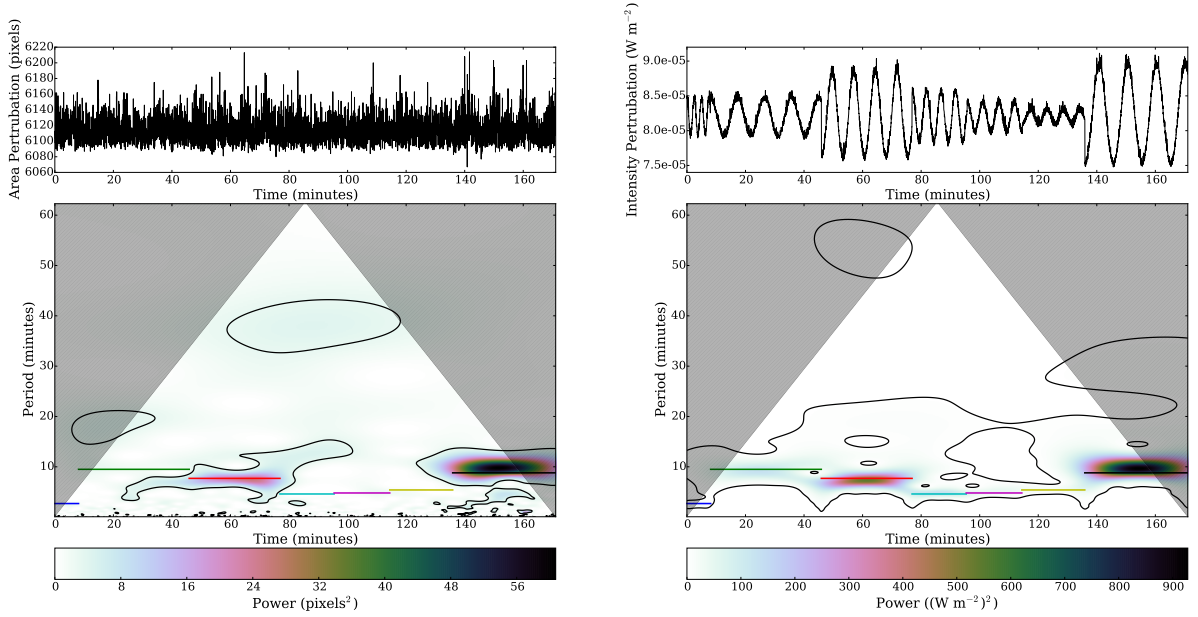 Area Pertrubation (pixels)
6220
6200
6180
6160
6140
6120
6100
6080
6060
0 20 40 60 80 100 120 140 160
Time (minutes)
Period (minutes)
60
50
40
30
20
10
0
0 20 40 60 80 100 120 140 160
Time (minutes)
0 8 16 24 32 40 48 56
Power (pixels²)
Intensity Pertrubation (W m⁻²)
9.0e-05
8.5e-05
8.0e-05
7.5e-05
0 20 40 60 80 100 120 140 160
Time (minutes)
Period (minutes)
60
50
40
30
20
10
0
0 20 40 60 80 100 120 140 160
Time (minutes)
0 100 200 300 400 500 600 700 800 900
Power ((W m⁻²)²)